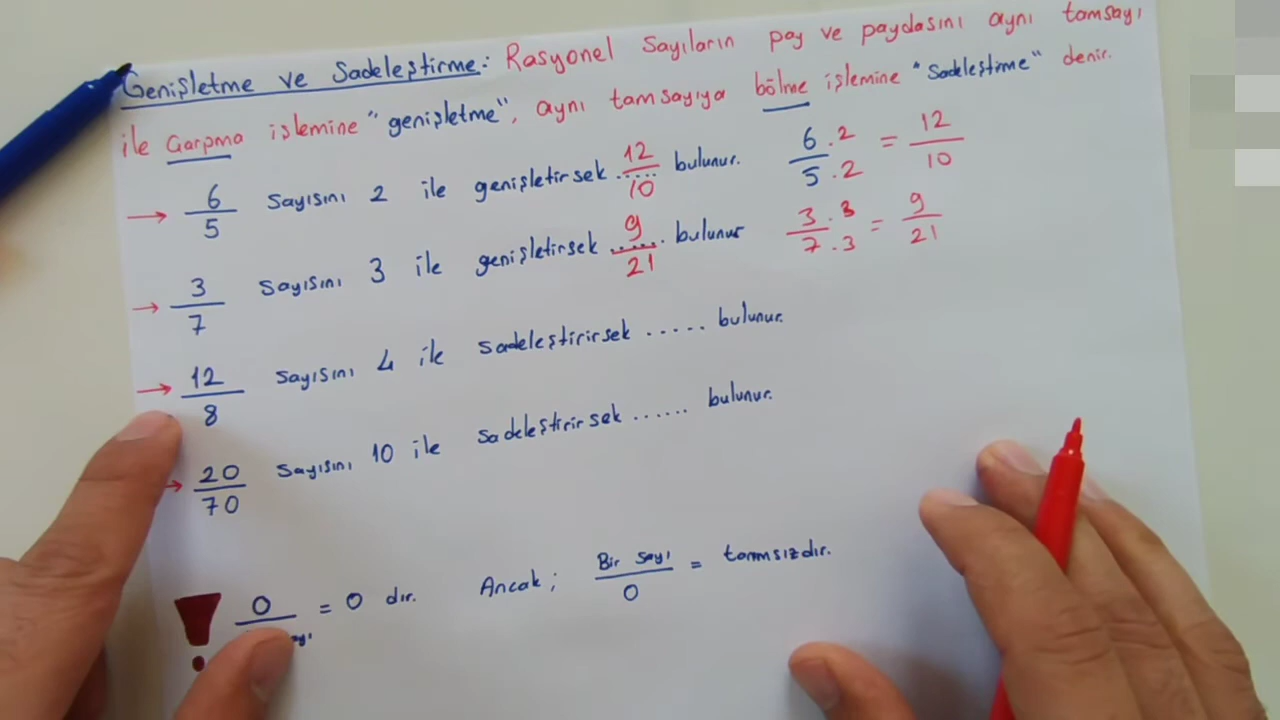 Genişletme ve Sadeleştirme: Rasyonel Sayıların pay ve paydasını aynı tamsayı
ile Çarpma işlemine "genişletme", aynı tamsayıya bölme işlemine "Sadeleştime" denir.
→ 6/5 sayısını 2 ile genişletirsek 12/10 bulunur. 6.2/5.2 = 12/10
→ 3/7 sayısını 3 ile genişletirsek 9/21 bulunur 3.3/7.3 = 9/21
→ 12/8 sayısını 4 ile sadeleştirirsek ..... bulunur.
→ 20/70 sayısını 10 ile sadeleştirirsek ...... bulunur.
! 0/ = 0 dır. Ancak; Bir sayı/0 = tanımsızdır.